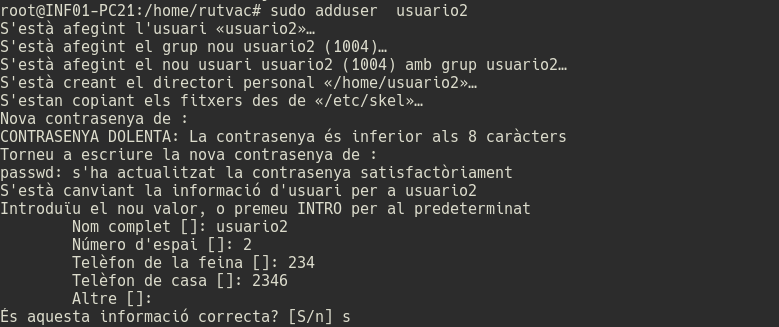 root@INF01-PC21:/home/rutvac# sudo adduser  usuario2
S'està afegint l'usuari «usuario2»…
S'està afegint el grup nou usuario2 (1004)…
S'està afegint el nou usuari usuario2 (1004) amb grup usuario2…
S'està creant el directori personal «/home/usuario2»…
S'estan copiant els fitxers des de «/etc/skel»…
Nova contrasenya de :
CONTRASENYA DOLENTA: La contrasenya és inferior als 8 caràcters
Torneu a escriure la nova contrasenya de :
passwd: s'ha actualitzat la contrasenya satisfactòriament
S'està canviant la informació d'usuari per a usuario2
Introduïu el nou valor, o premeu INTRO per al predeterminat
        Nom complet []: usuario2
        Número d'espai []: 2
        Telèfon de la feina []: 234
        Telèfon de casa []: 2346
        Altre []:
És aquesta informació correcta? [S/n] s